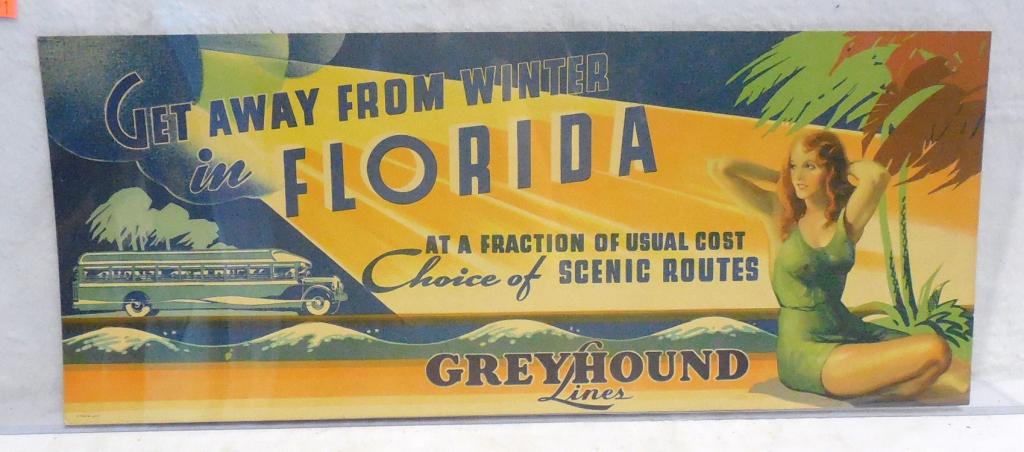 GET AWAY FROM WINTER
in FLORIDA
AT A FRACTION OF USUAL COST
Choice of SCENIC ROUTES
GREYHOUND
Lines